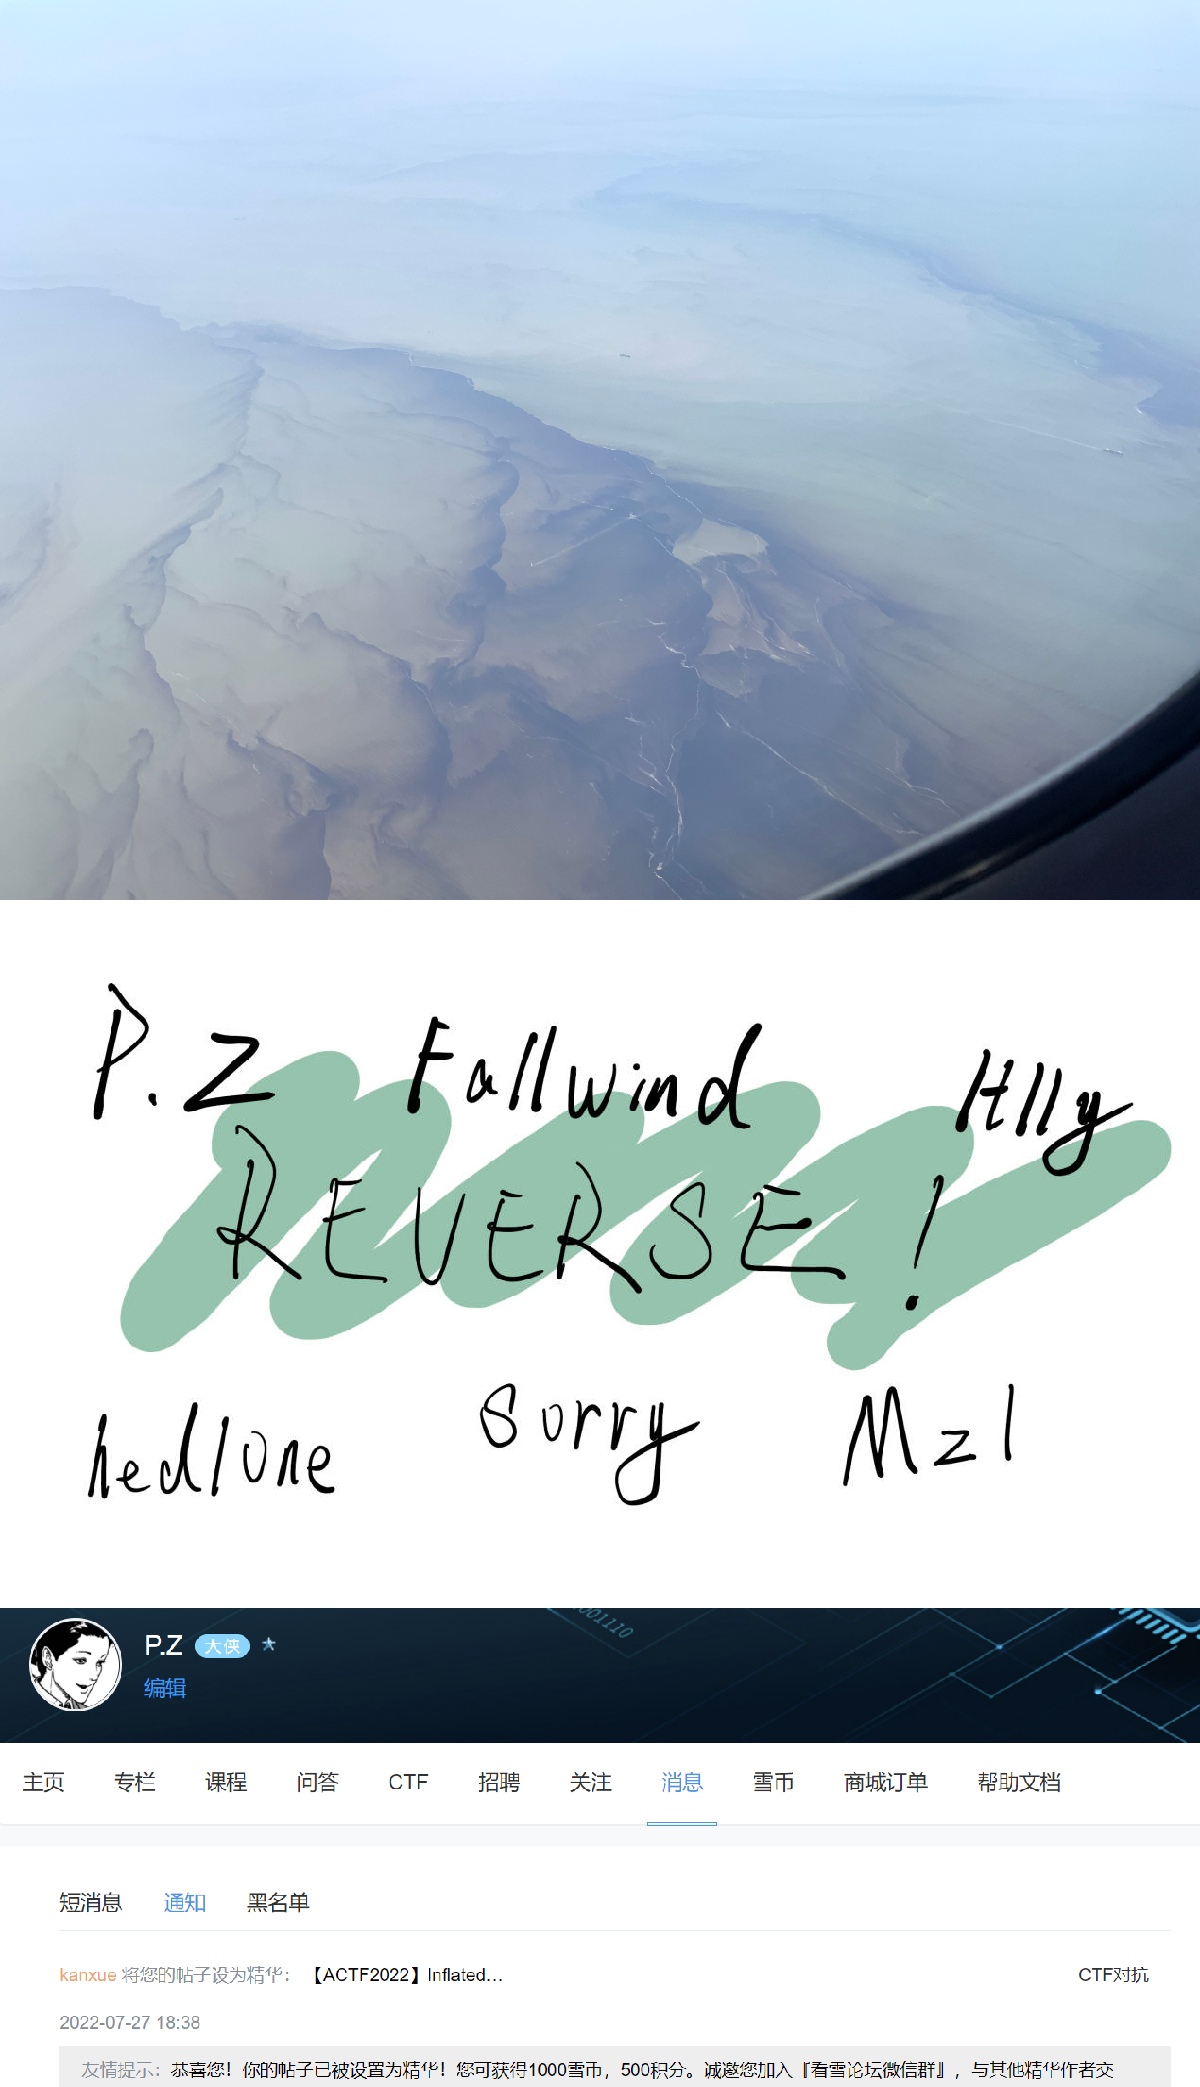 P.Z Fallwind Hlly
REVERSE!
hedl0ne sorry Mzl
001110
P.Z 大侠
编辑
主页 专栏 课程 问答 CTF 招聘 关注 消息 雪币 商城订单 帮助文档
短消息 通知 黑名单
kanxue 将您的帖子设为精华： 【ACTF2022】Inflated... CTF对抗
2022-07-27 18:38
友情提示：恭喜您！你的帖子已被设置为精华！您可获得1000雪币，500积分。诚邀您加入『看雪论坛微信群』，与其他精华作者交